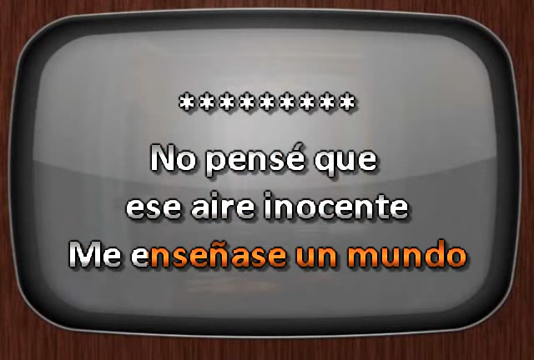 *********
No pensé que
ese aire inocente
Me enseñase un mundo